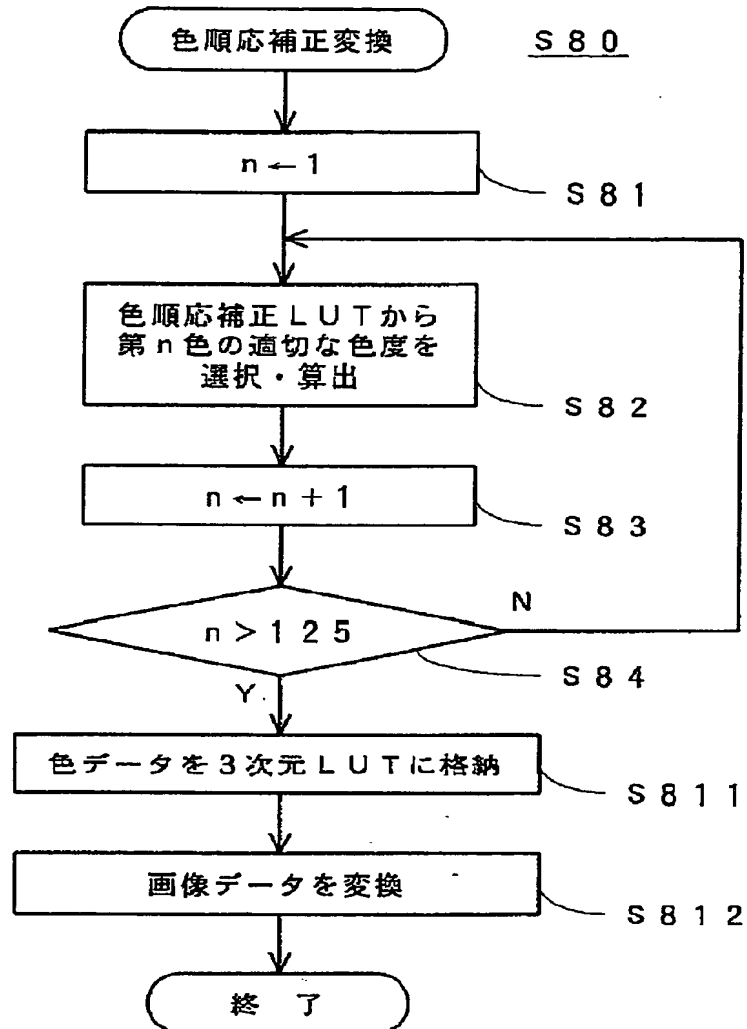 色順応補正変換
S80
n←1
S81
色順応補正LUTから
第n色の適切な色度を
選択・算出
S82
n←n+1
S83
n>125
N
S84
Y
色データを3次元LUTに格納
S811
画像データを変換
S812
終了